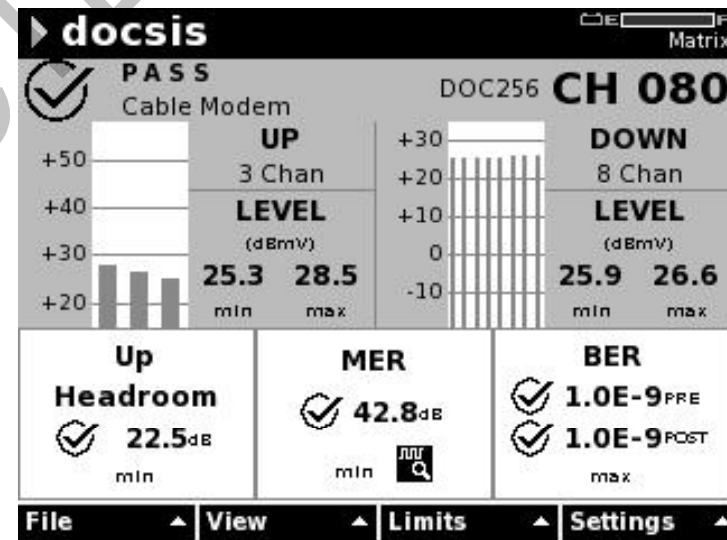 docsis
E F
Matrix
PASS
Cable Modem
DOC256 CH 080
+50
+40
+30
+20
UP
3 Chan
LEVEL
(dBmV)
25.3 28.5
min max
+30
+20
+10
0
-10
DOWN
8 Chan
LEVEL
(dBmV)
25.9 26.6
min max
Up
Headroom
22.5dB
min
MER
42.8dB
min
BER
1.0E-9PRE
1.0E-9POST
max
File View Limits Settings